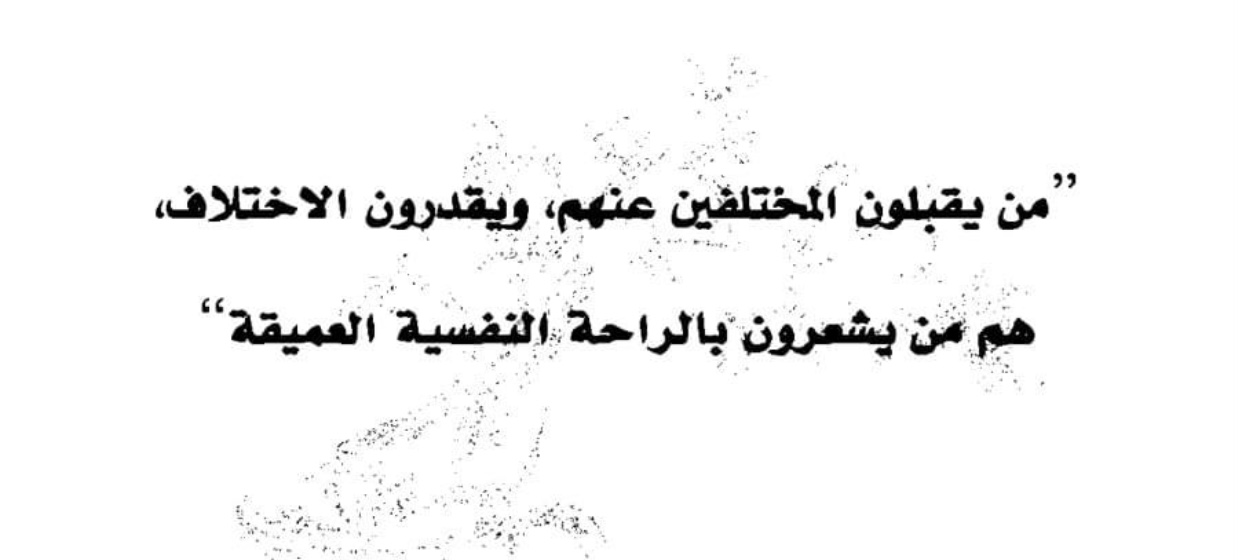 ”من يقبلون المختلفين عنهم، ويقدرون الاختلاف،
هم من يشعرون بالراحة النفسية العميقة“